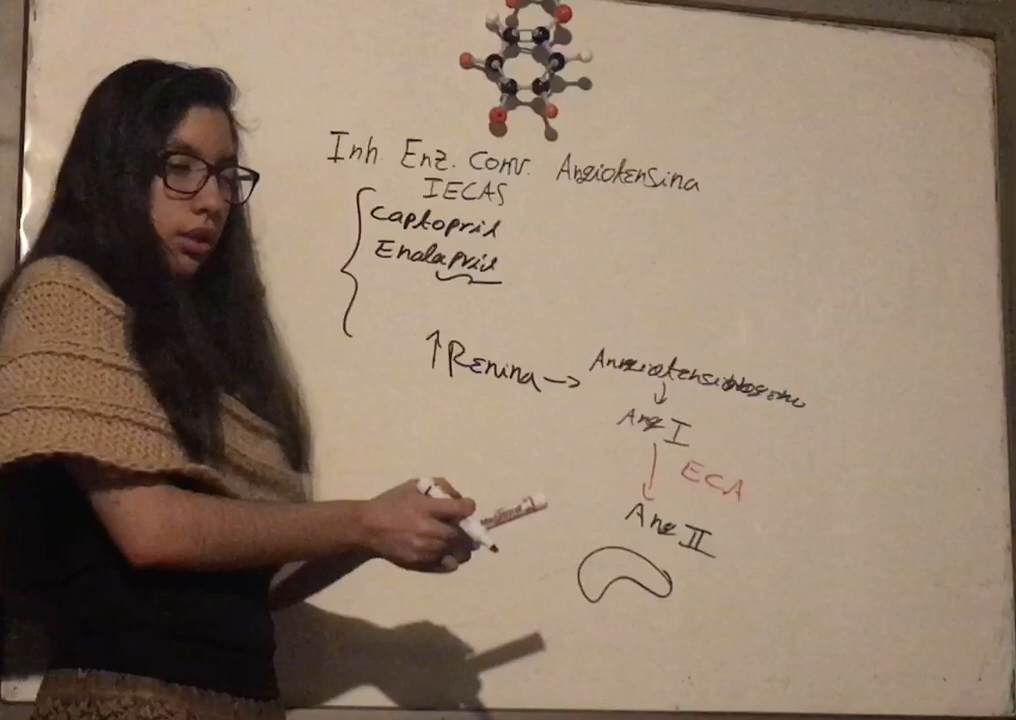 Inh. Enz. Conv. Angiotensina
IECAS
Captopril
Enalapril
↑ Renina →
Ang I
ECA
Ang II